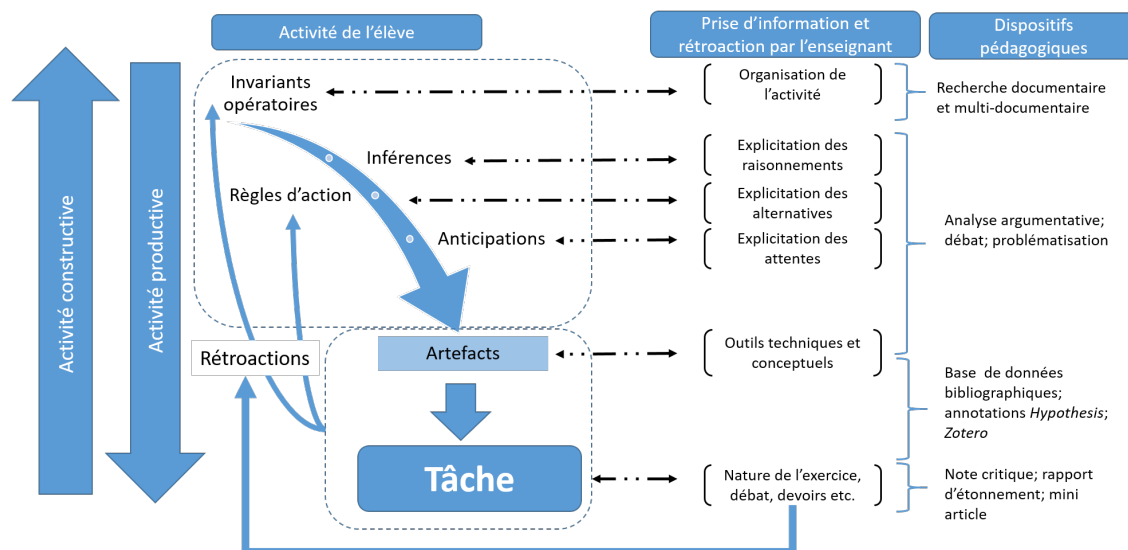 Activité de l'élève
Prise d'information et
rétroaction par l'enseignant
Dispositifs
pédagogiques
Activité constructive
Activité productive
Invariants
opératoires
Inférences
Règles d'action
Anticipations
Rétroactions
Artefacts
Tâche
Organisation de
l'activité
Explicitation des
raisonnements
Explicitation des
alternatives
Explicitation des
attentes
Outils techniques et
conceptuels
Nature de l'exercice,
débat, devoirs etc.
Recherche documentaire
et multi-documentaire
Analyse argumentative;
débat; problématisation
Base de données
bibliographiques;
annotations Hypothesis;
Zotero
Note critique; rapport
d'étonnement; mini
article